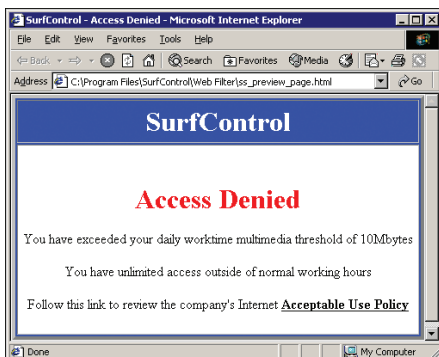 SurfControl - Access Denied - Microsoft Internet Explorer
File Edit View Favorites Tools Help
Back Search Favorites Media
Address C:\Program Files\SurfControl\Web Filter\ss_preview_page.html Go
SurfControl
Access Denied
You have exceeded your daily worktime multimedia threshold of 10Mbytes
You have unlimited access outside of normal working hours
Follow this link to review the company's Internet Acceptable Use Policy
Done My Computer